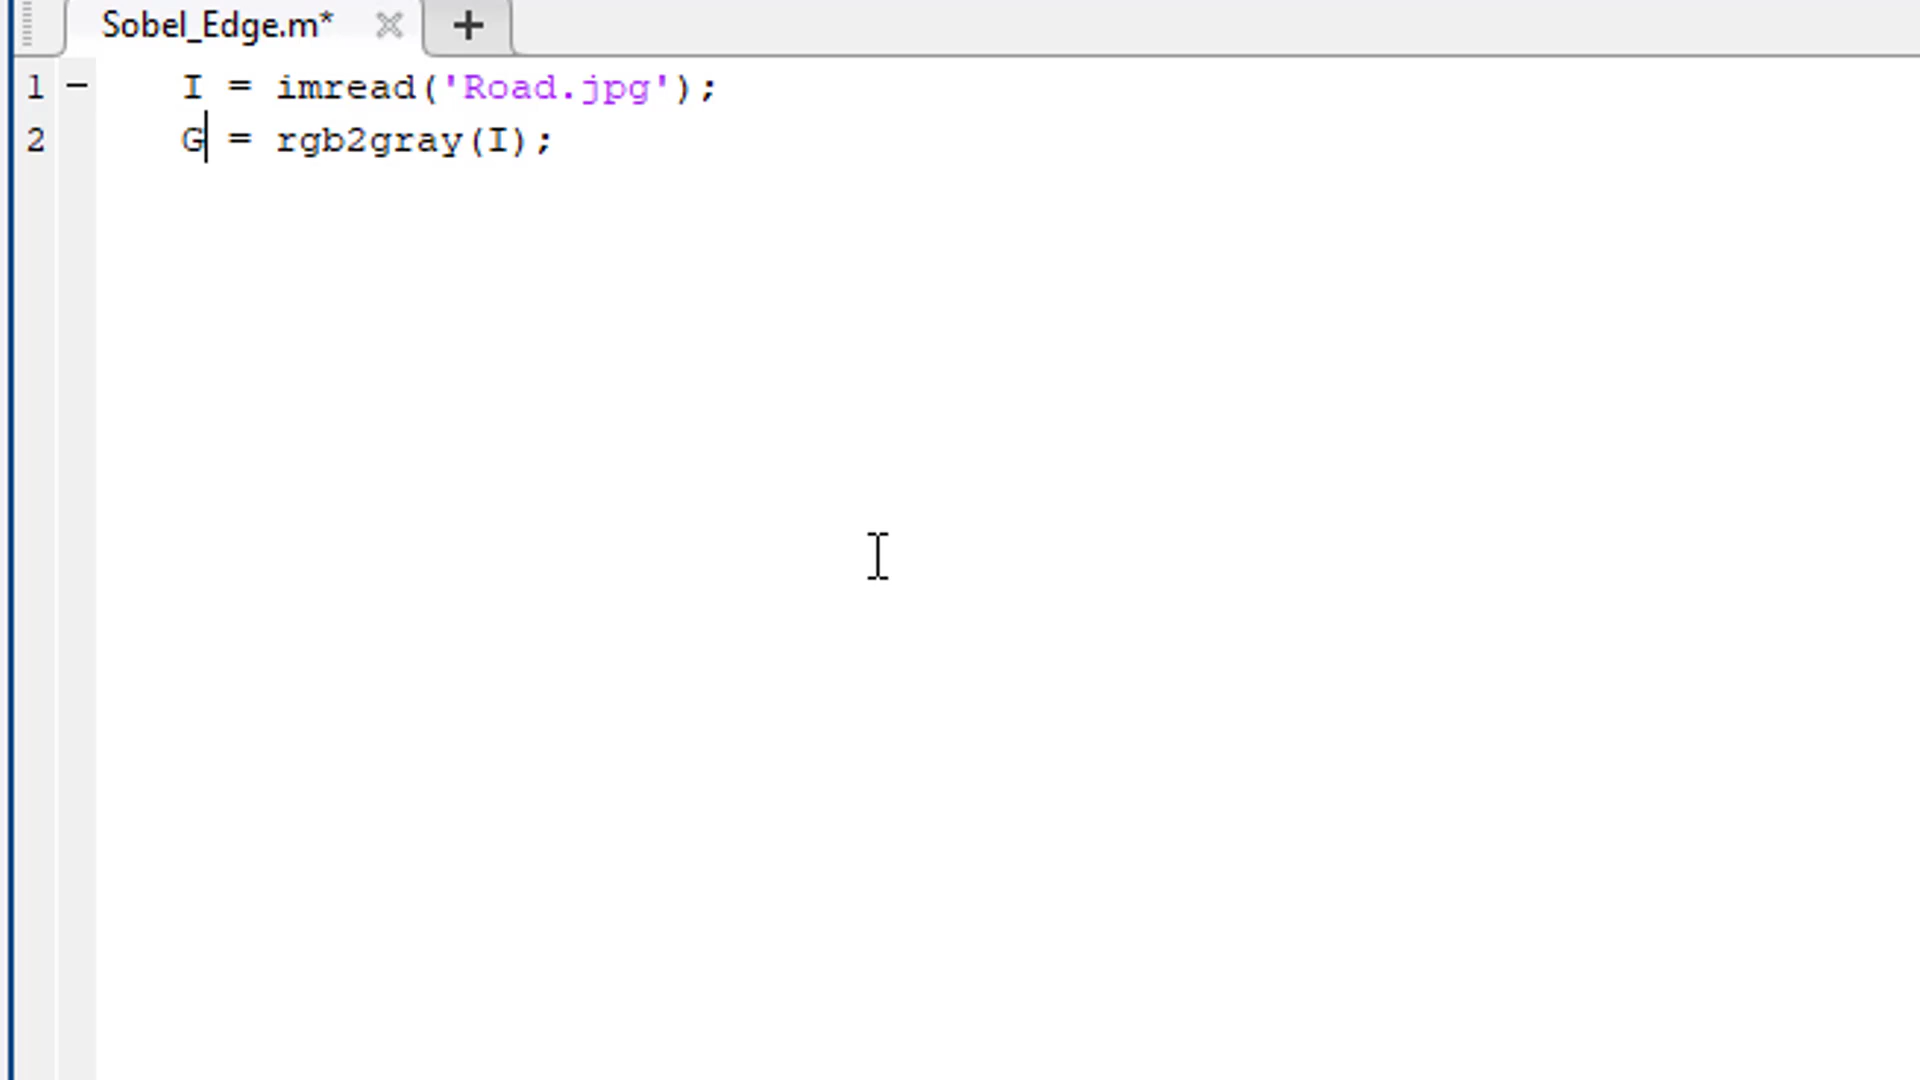 Sobel_Edge.m*
1 I = imread('Road.jpg');
2 G = rgb2gray(I);